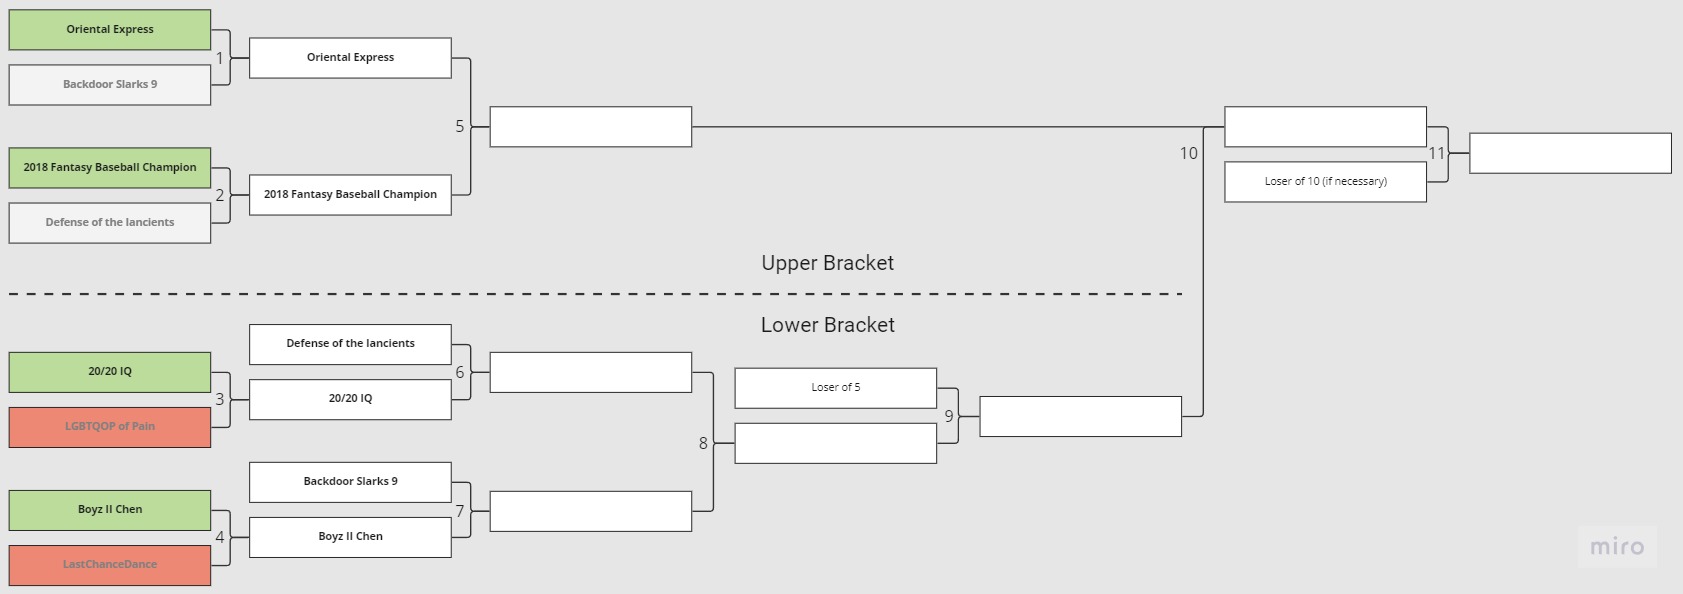 Oriental Express
1
Backdoor Slarks 9
Oriental Express
5
2018 Fantasy Baseball Champion
2
Defense of the lancients
2018 Fantasy Baseball Champion
10
11
Loser of 10 (if necessary)
Upper Bracket
Lower Bracket
20/20 IQ
3
LGBTQOP of Pain
Defense of the lancients
6
20/20 IQ
Boyz II Chen
4
LastChanceDance
Backdoor Slarks 9
7
Boyz II Chen
8
Loser of 5
9
miro